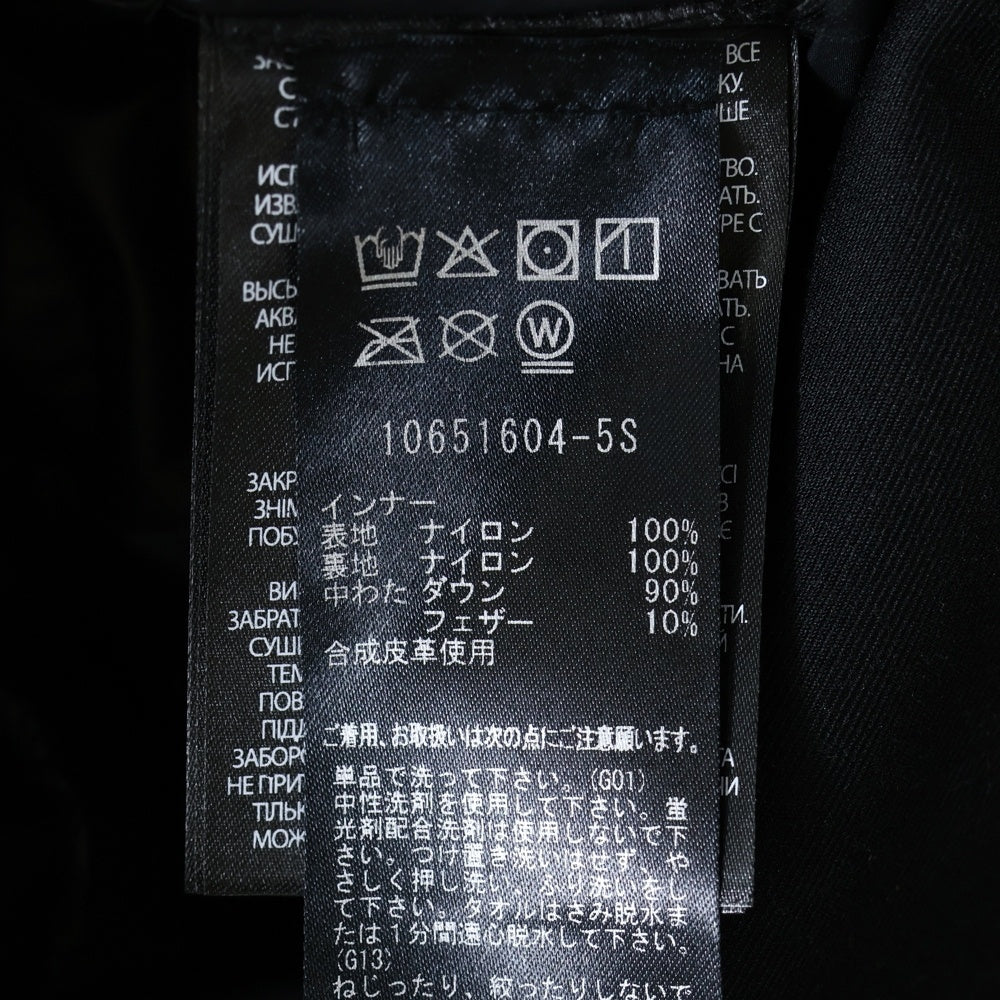 ВСЕ
КУ.
ИСП
ТВО.
ИЗВ
АТЬ.
СУШ
РЕ С
ВЫСЬ
ВАТЬ
АКВ
ТЬ.
НЕ
С
ИСП
НА
W
10651604-5S
ЗАКР
ЗНІМ
ПОБУ
インナー
表地 ナイロン 100%
裏地 ナイロン 100%
中わた ダウン 90%
フェザー 10%
合成皮革使用
ВИ
ЗАБРАТ
ТИ.
СУШИ
ТЕМ
ПОВ
ПІДД
ЗАБОРО
НЕ ПРИ
ТІЛЬК
МОЖ
ご着用、お取扱いは次の点にご注意願います。
単品で洗って下さい。(G01)
中性洗剤を使用して下さい。蛍
光剤配合洗剤は使用しないで下
さい。つけ置き洗いはせず、や
さしく押し洗い、ふり洗いをし
て下さい。タオルはさみ脱水ま
たは1分間遠心脱水して下さい。
(G13)
ねじったり、絞ったりしないで